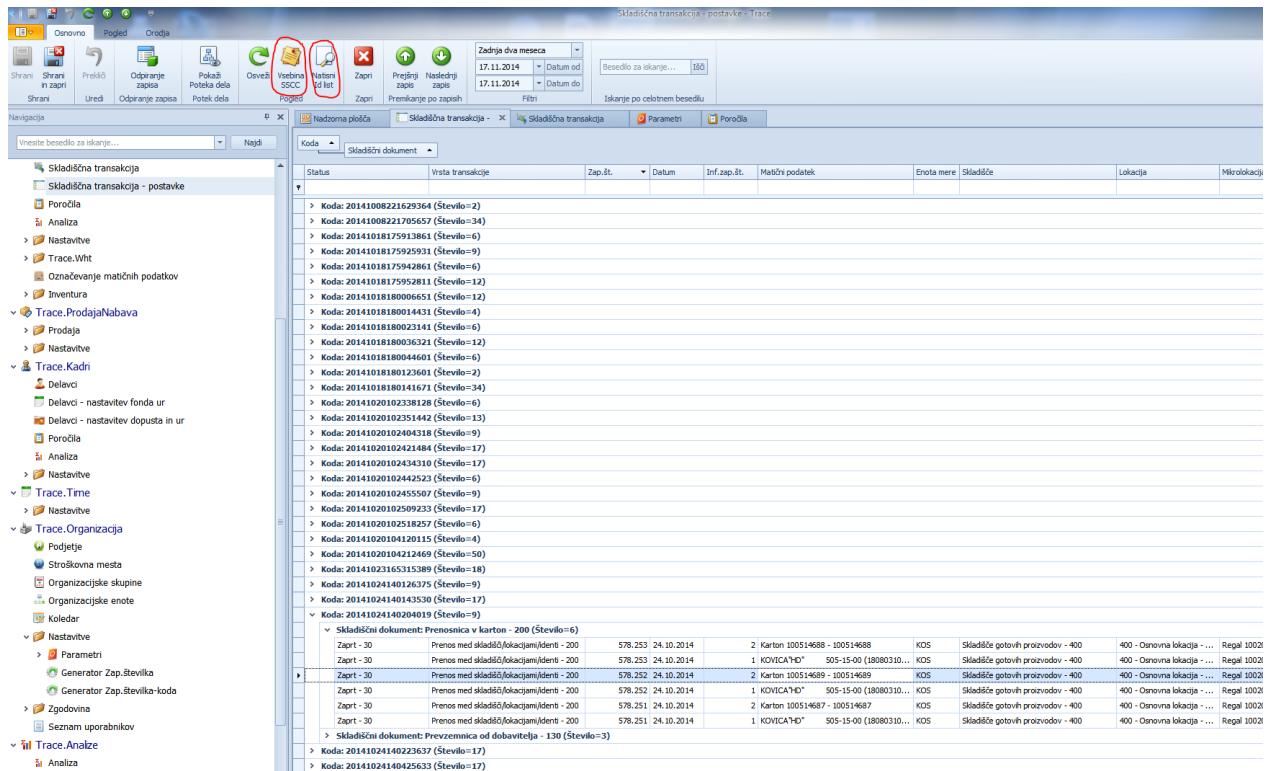 Skladiščna transakcija - postavke - Trace
Osnovno Pogled Orodja
Shrani
Shrani in zapri
Prekliči
Odpiranje zapisa
Pokaži Poteka dela
Osveži
Vsebina SSCC
Natisni Id list
Zapri
Prejšnji zapis
Naslednji zapis
Zadnja dva meseca
17.11.2014 Datum od
17.11.2014 Datum do
Besedilo za iskanje... Išči
Shrani Uredi Odpiranje zapisa Potek dela Pogled Zapri Premikanje po zapisih Filtri Iskanje po celotnem besedilu
Navigacija
Vnesite besedilo za iskanje... Najdi
Skladiščna transakcija
Skladiščna transakcija - postavke
Poročila
Analiza
Nastavitve
Trace.Wht
Označevanje matičnih podatkov
Inventura
Trace.ProdajaNabava
Prodaja
Nastavitve
Trace.Kadri
Delavci
Delavci - nastavitev fonda ur
Delavci - nastavitev dopusta in ur
Poročila
Analiza
Nastavitve
Trace.Time
Nastavitve
Trace.Organizacija
Podjetje
Stroškovna mesta
Organizacijske skupine
Organizacijske enote
Koledar
Nastavitve
Parametri
Generator Zap.številka
Generator Zap.številka-koda
Zgodovina
Seznam uporabnikov
Trace.Analize
Analiza
Nadzorna plošča Skladiščna transakcija - Skladiščna transakcija Parametri Poročila
Koda
Skladiščni dokument
Status Vrsta transakcije Zap.št. Datum Inf.zap.št. Matični podatek Enota mere Skladišče Lokacija Mikrolokacija
Koda: 20141008221629364 (Število=2)
Koda: 20141008221705657 (Število=34)
Koda: 20141018175913861 (Število=6)
Koda: 20141018175925931 (Število=9)
Koda: 20141018175942861 (Število=6)
Koda: 20141018175952811 (Število=12)
Koda: 20141018180006651 (Število=12)
Koda: 20141018180014431 (Število=4)
Koda: 20141018180023141 (Število=6)
Koda: 20141018180036321 (Število=12)
Koda: 20141018180044601 (Število=6)
Koda: 20141018180123601 (Število=2)
Koda: 20141018180141671 (Število=34)
Koda: 20141020102338128 (Število=6)
Koda: 20141020102351442 (Število=13)
Koda: 20141020102404318 (Število=9)
Koda: 20141020102421484 (Število=17)
Koda: 20141020102434310 (Število=17)
Koda: 20141020102442523 (Število=6)
Koda: 20141020102455507 (Število=9)
Koda: 20141020102509233 (Število=17)
Koda: 20141020102518257 (Število=6)
Koda: 20141020104120115 (Število=4)
Koda: 20141020104212469 (Število=50)
Koda: 20141023165315389 (Število=18)
Koda: 20141024140126375 (Število=9)
Koda: 20141024140143530 (Število=17)
Koda: 20141024140204019 (Število=9)
Skladiščni dokument: Prenosnica v karton - 200 (Število=6)
Zaprt - 30 Prenos med skladišči/lokacijami/identi - 200 578.253 24.10.2014 2 Karton 100514688 - 100514688 KOS Skladišče gotovih proizvodov - 400 400 - Osnovna lokacija - ... Regal 1002
Zaprt - 30 Prenos med skladišči/lokacijami/identi - 200 578.253 24.10.2014 1 KOVICA"HD" 505-15-00 (18080310... KOS Skladišče gotovih proizvodov - 400 400 - Osnovna lokacija - ... Regal 1002
Zaprt - 30 Prenos med skladišči/lokacijami/identi - 200 578.252 24.10.2014 2 Karton 100514689 - 100514689 KOS Skladišče gotovih proizvodov - 400 400 - Osnovna lokacija - ... Regal 1002
Zaprt - 30 Prenos med skladišči/lokacijami/identi - 200 578.252 24.10.2014 1 KOVICA"HD" 505-15-00 (18080310... KOS Skladišče gotovih proizvodov - 400 400 - Osnovna lokacija - ... Regal 1002
Zaprt - 30 Prenos med skladišči/lokacijami/identi - 200 578.251 24.10.2014 2 Karton 100514687 - 100514687 KOS Skladišče gotovih proizvodov - 400 400 - Osnovna lokacija - ... Regal 1002
Zaprt - 30 Prenos med skladišči/lokacijami/identi - 200 578.251 24.10.2014 1 KOVICA"HD" 505-15-00 (18080310... KOS Skladišče gotovih proizvodov - 400 400 - Osnovna lokacija - ... Regal 1002
Skladiščni dokument: Prevzemnica od dobavitelja - 130 (Število=3)
Koda: 20141024140223637 (Število=17)
Koda: 20141024140425633 (Število=17)